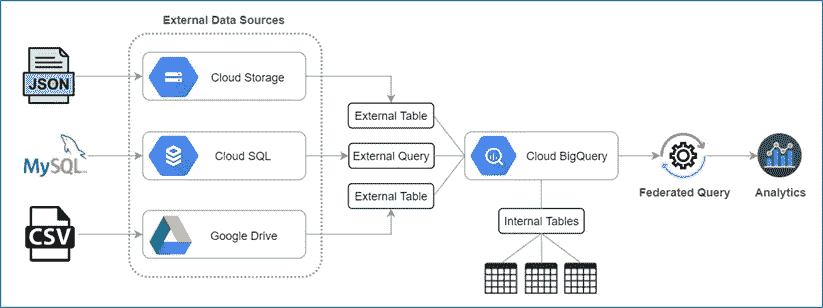 External Data Sources
JSON
Cloud Storage
External Table
MySQL™
Cloud SQL
External Query
Cloud BigQuery
Federated Query
Analytics
External Table
CSV
Google Drive
Internal Tables